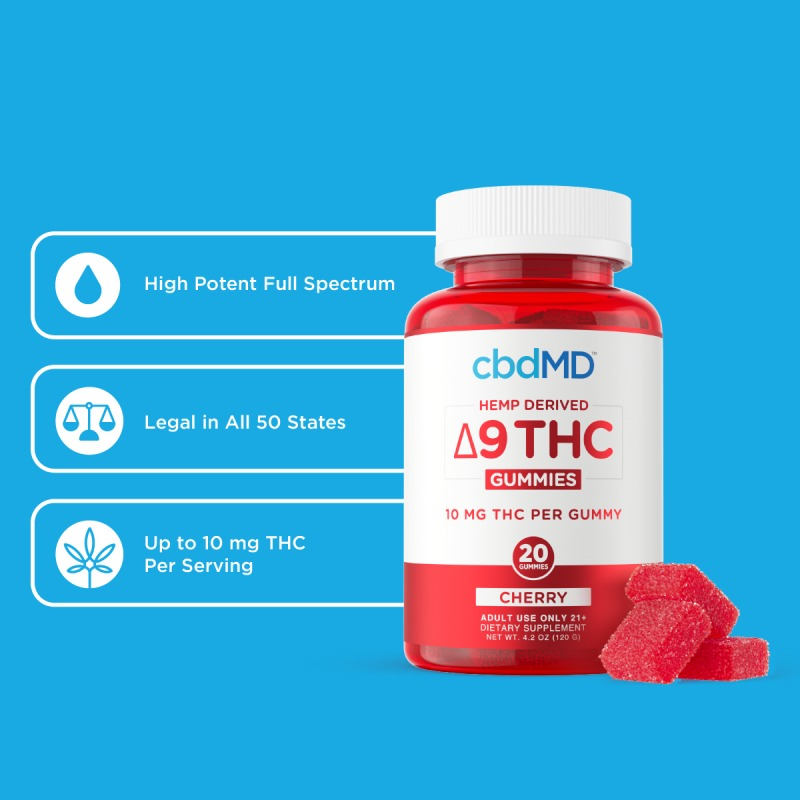 High Potent Full Spectrum
Legal in All 50 States
Up to 10 mg THC
Per Serving
cbdMD™
HEMP DERIVED
Δ9 THC
GUMMIES
10 MG THC PER GUMMY
20
GUMMIES
CHERRY
ADULT USE ONLY 21+
DIETARY SUPPLEMENT
NET WT. 4.2 OZ (120 G)